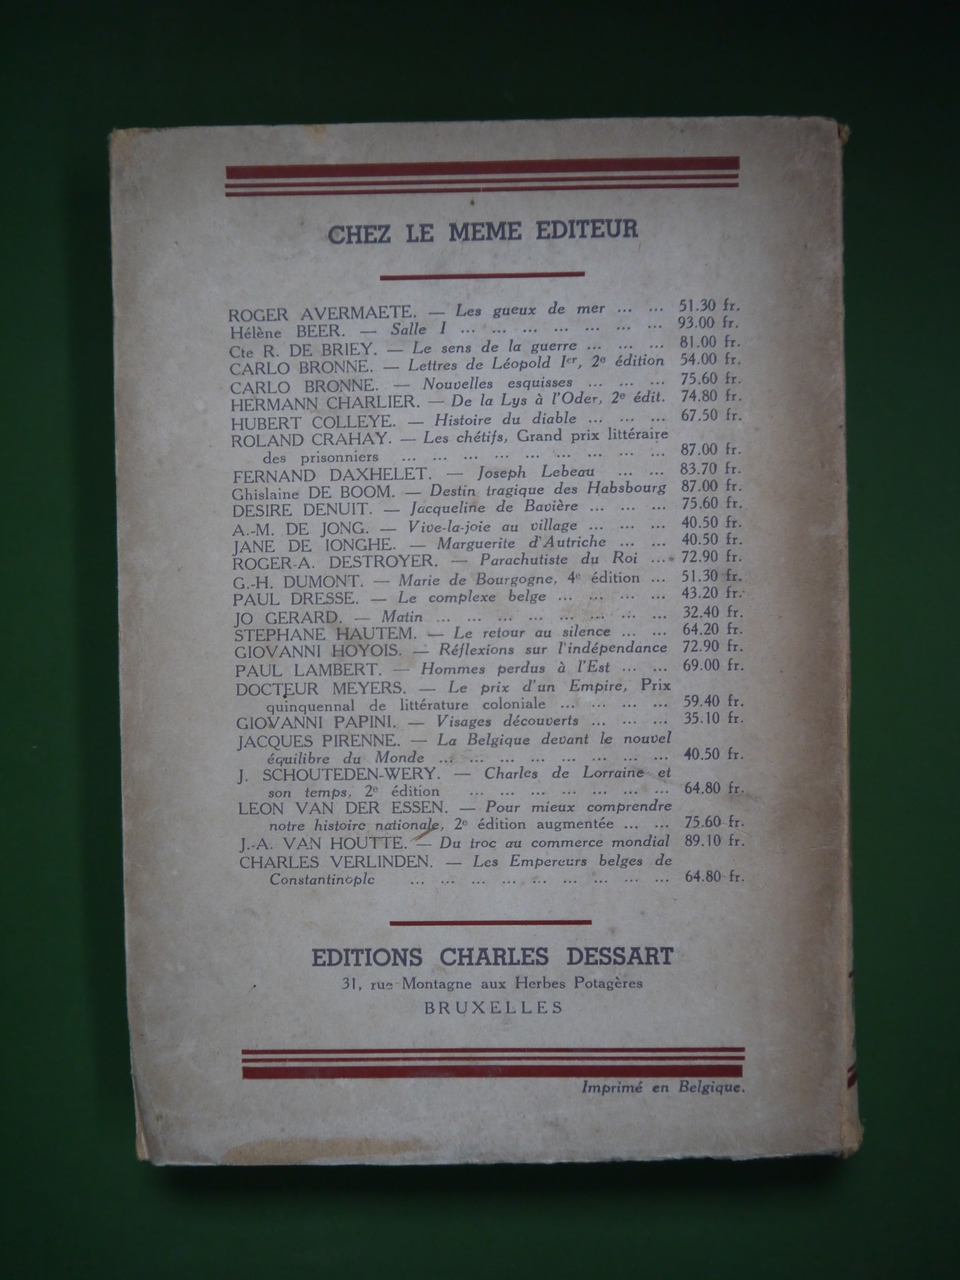 CHEZ LE MEME EDITEUR
ROGER AVERMAETE. — Les gueux de mer ... ... 51.30 fr.
Hélène BEER. — Salle I ... ... ... ... ... ... ... 93.00 fr.
Cte R. DE BRIEY. — Le sens de la guerre ... ... ... 81.00 fr.
CARLO BRONNE. — Lettres de Léopold Ier, 2e édition 54.00 fr.
CARLO BRONNE. — Nouvelles esquisses ... ... ... 75.60 fr.
HERMANN CHARLIER. — De la Lys à l'Oder, 2e édit. 74.80 fr.
HUBERT COLLEYE. — Histoire du diable ... ... ... 67.50 fr.
ROLAND CRAHAY. — Les chétifs, Grand prix littéraire
des prisonniers ... ... ... ... ... ... ... ... ... 87.00 fr.
FERNAND DAXHELET. — Joseph Lebeau ... ... 83.70 fr.
Ghislaine DE BOOM. — Destin tragique des Habsbourg 87.00 fr.
DESIRE DENUIT. — Jacqueline de Bavière ... ... ... 75.60 fr.
A.-M. DE JONG. — Vive-la-joie au village ... ... ... 40.50 fr.
JANE DE IONGHE. — Marguerite d'Autriche ... ... 40.50 fr.
ROGER-A. DESTROYER. — Parachutiste du Roi ... 72.90 fr.
G.-H. DUMONT. — Marie de Bourgogne, 4e édition ... 51.30 fr.
PAUL DRESSE. — Le complexe belge ... ... ... ... 43.20 fr.
JO GERARD. — Matin ... ... ... ... ... ... ... ... 32.40 fr.
STEPHANE HAUTEM. — Le retour au silence ... ... 64.20 fr.
GIOVANNI HOYOIS. — Réflexions sur l'indépendance 72.90 fr.
PAUL LAMBERT. — Hommes perdus à l'Est ... ... 69.00 fr.
DOCTEUR MEYERS. — Le prix d'un Empire, Prix
quinquennal de littérature coloniale ... ... ... ... 59.40 fr.
GIOVANNI PAPINI. — Visages découverts ... ... ... 35.10 fr.
JACQUES PIRENNE. — La Belgique devant le nouvel
équilibre du Monde ... ... ... ... ... ... ... ... 40.50 fr.
J. SCHOUTEDEN-WERY. — Charles de Lorraine et
son temps, 2e édition ... ... ... ... ... ... ... 64.80 fr.
LEON VAN DER ESSEN. — Pour mieux comprendre
notre histoire nationale, 2e édition augmentée ... ... 75.60 fr.
J.-A. VAN HOUTTE. — Du troc au commerce mondial 89.10 fr.
CHARLES VERLINDEN. — Les Empereurs belges de
Constantinople ... ... ... ... ... ... ... ... ... 64.80 fr.
EDITIONS CHARLES DESSART
31, rue Montagne aux Herbes Potagères
BRUXELLES
Imprimé en Belgique.